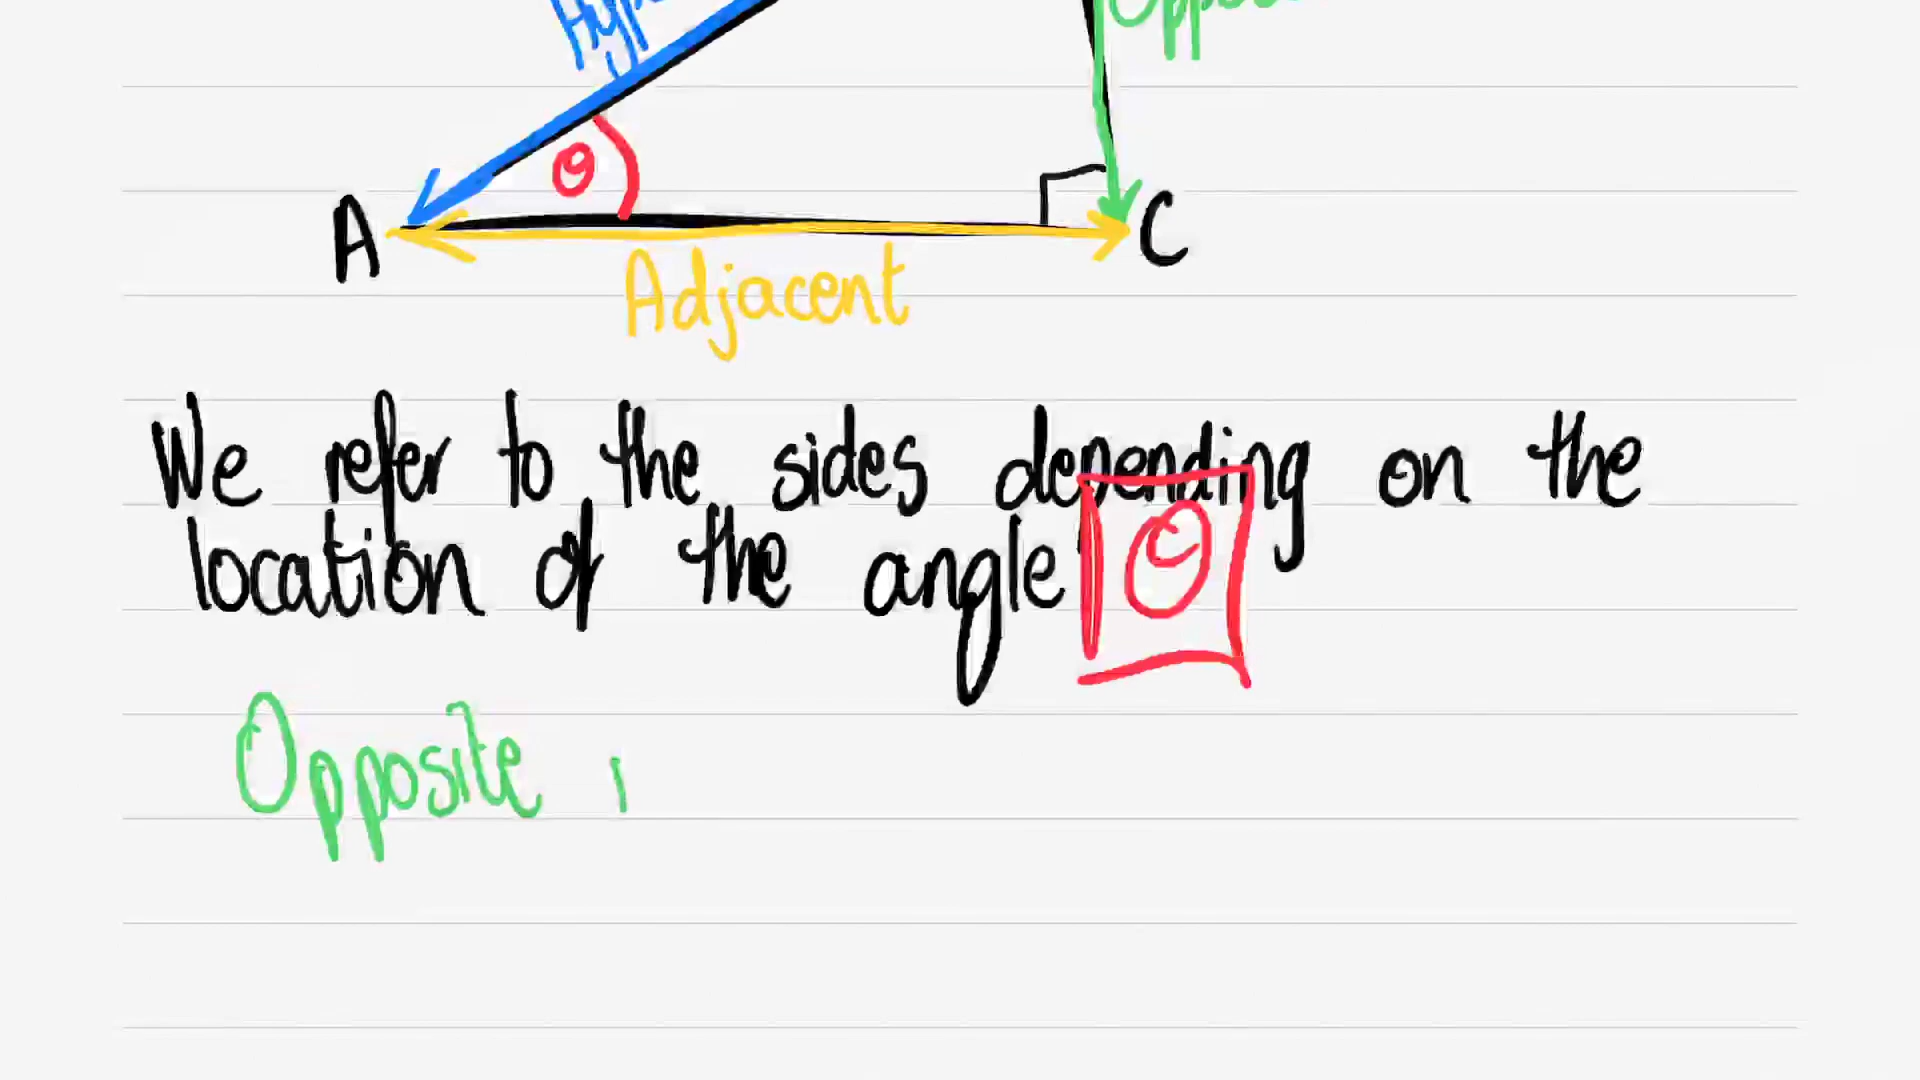 θ
A
C
Adjacent
We refer to the sides depending on the
location of the angle θ
Opposite